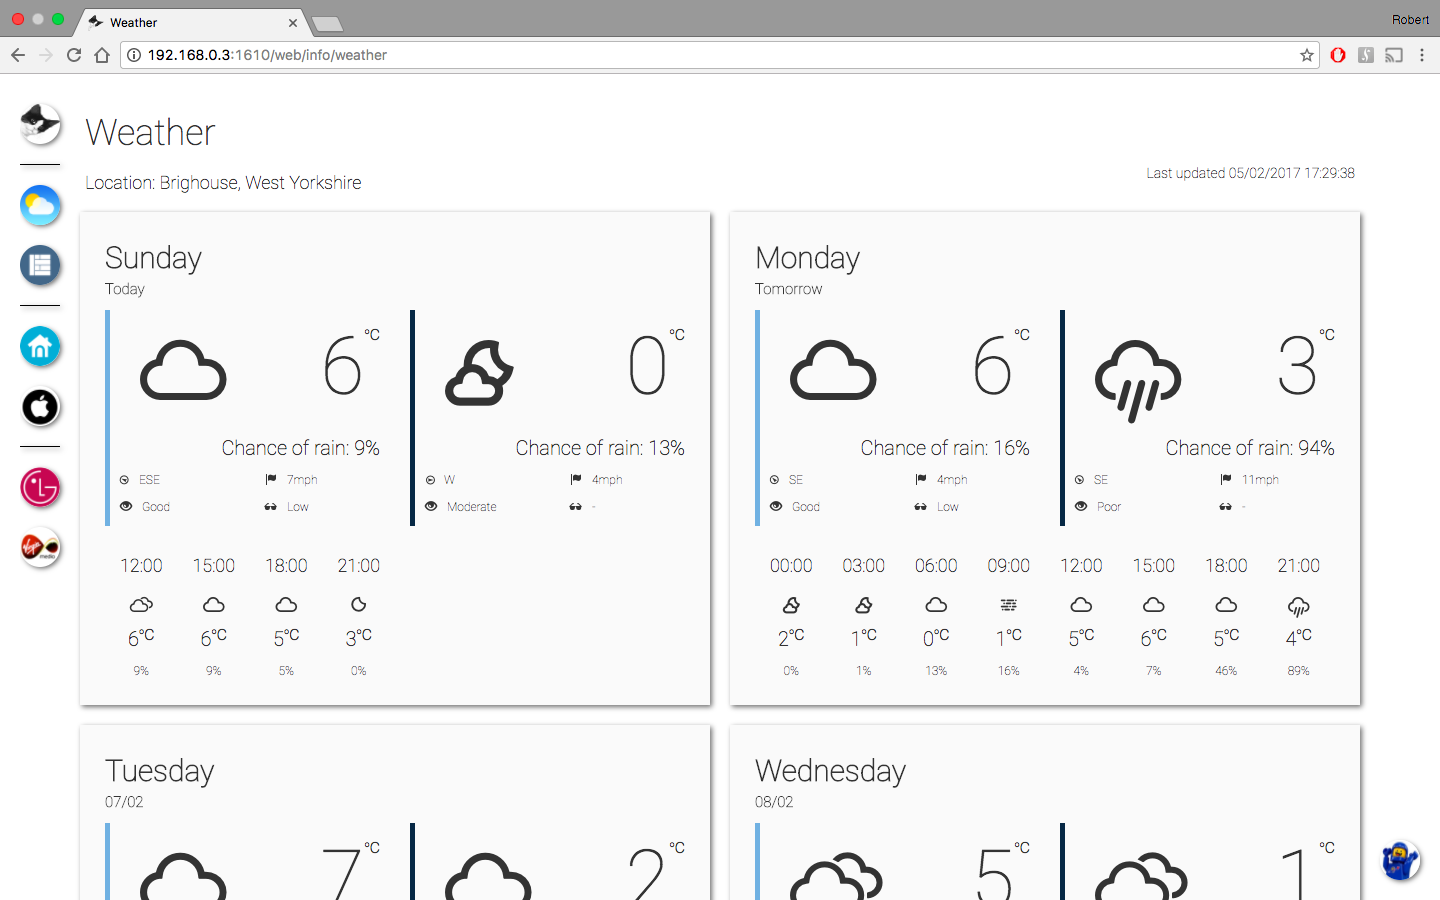 Weather
Robert
192.168.0.3:1610/web/info/weather
Weather
Location: Brighouse, West Yorkshire
Last updated 05/02/2017 17:29:38
Sunday
Today
6°C
0°C
Chance of rain: 9%
Chance of rain: 13%
ESE 7mph
W 4mph
Good Low
Moderate -
12:00 15:00 18:00 21:00
6°C 6°C 5°C 3°C
9% 9% 5% 0%
Monday
Tomorrow
6°C
3°C
Chance of rain: 16%
Chance of rain: 94%
SE 4mph
SE 11mph
Good Low
Poor -
00:00 03:00 06:00 09:00 12:00 15:00 18:00 21:00
2°C 1°C 0°C 1°C 5°C 6°C 5°C 4°C
0% 1% 13% 16% 4% 7% 46% 89%
Tuesday
07/02
7°C
2°C
Wednesday
08/02
5°C
1°C
LG
Virgin
media